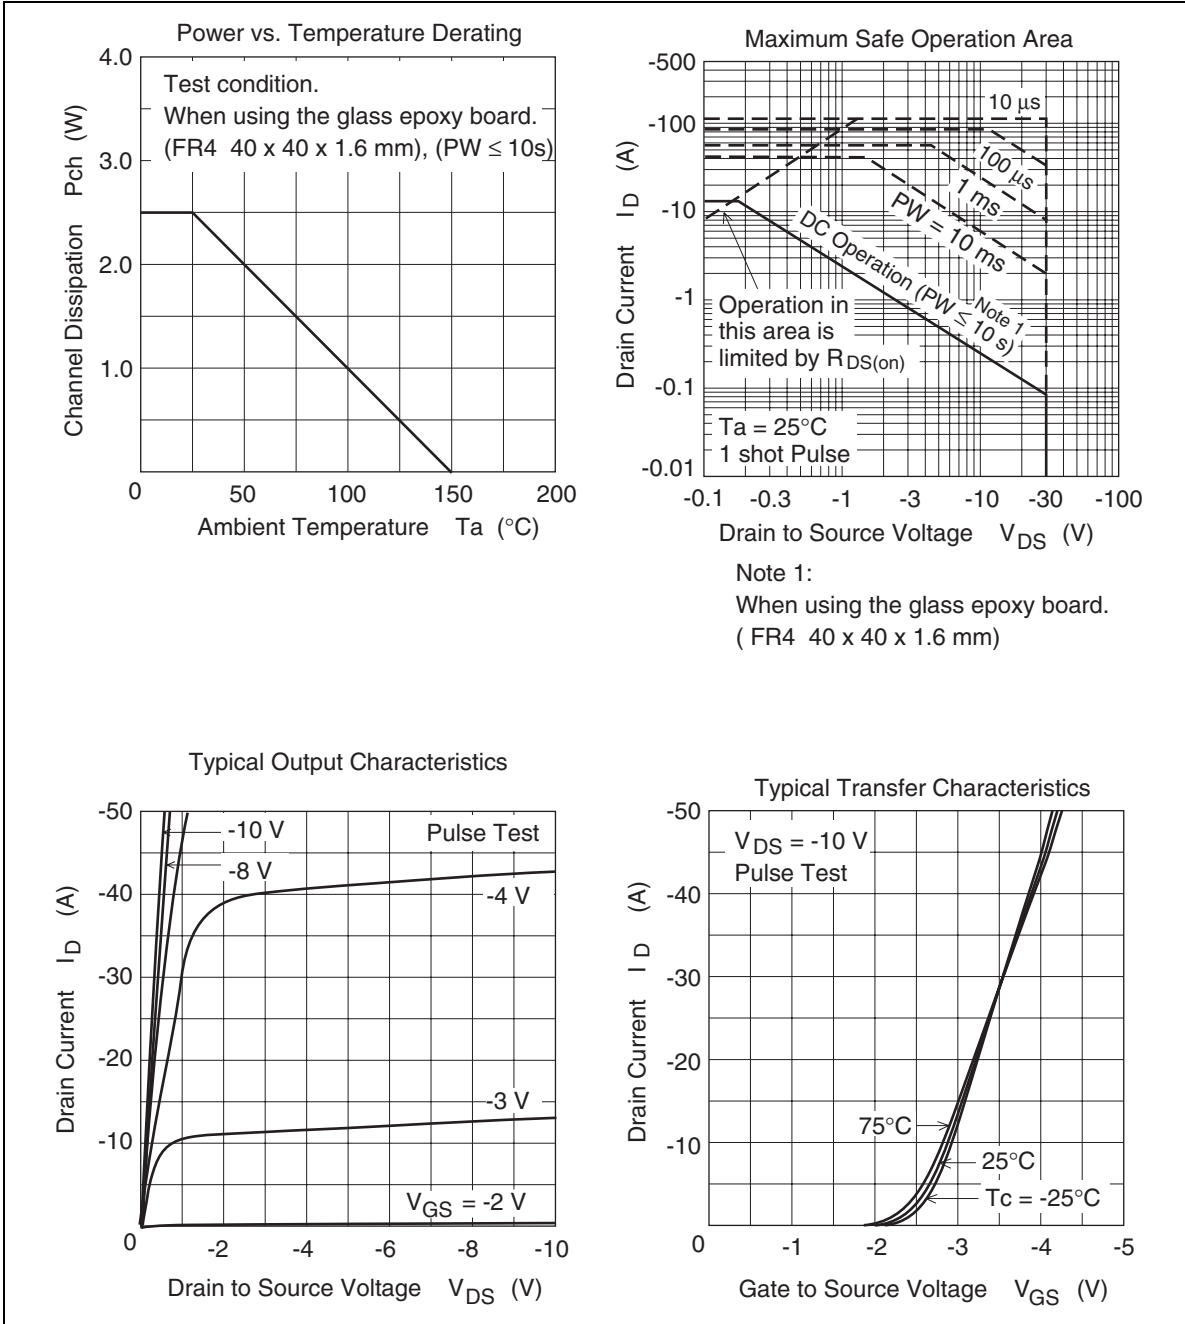 Power vs. Temperature Derating
4.0
3.0
2.0
1.0
Channel Dissipation Pch (W)
Test condition.
When using the glass epoxy board.
(FR4 40 x 40 x 1.6 mm), (PW ≤ 10s)
0 50 100 150 200
Ambient Temperature Ta (°C)
Maximum Safe Operation Area
-500
-100
-10
-1
-0.1
-0.01
Drain Current I D (A)
10 µs
100 µs
1 ms
PW = 10 ms
DC Operation (PW ≤ 10 s)
Note 1
Operation in
this area is
limited by R DS(on)
Ta = 25°C
1 shot Pulse
-0.1 -0.3 -1 -3 -10 -30 -100
Drain to Source Voltage V DS (V)
Note 1:
When using the glass epoxy board.
( FR4 40 x 40 x 1.6 mm)
Typical Output Characteristics
-50
-40
-30
-20
-10
Drain Current I D (A)
-10 V
-8 V
Pulse Test
-4 V
-3 V
V GS = -2 V
0 -2 -4 -6 -8 -10
Drain to Source Voltage V DS (V)
Typical Transfer Characteristics
-50
-40
-30
-20
-10
Drain Current I D (A)
V DS = -10 V
Pulse Test
75°C
25°C
Tc = -25°C
0 -1 -2 -3 -4 -5
Gate to Source Voltage V GS (V)